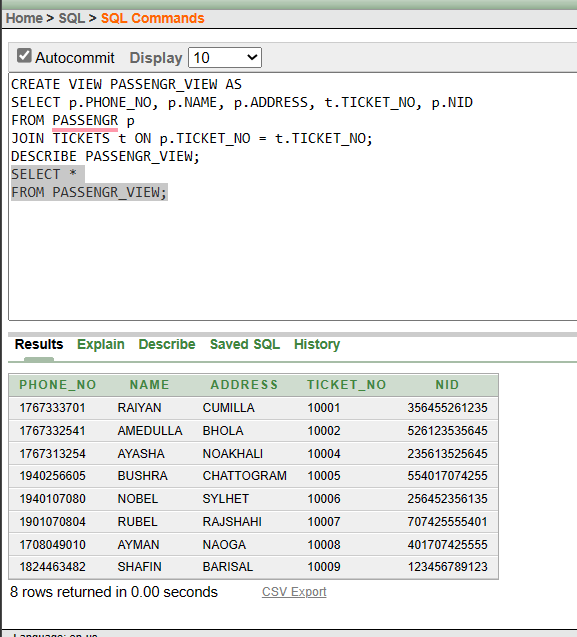 Home > SQL > SQL Commands
Autocommit Display 10
CREATE VIEW PASSENGR_VIEW AS
SELECT p.PHONE_NO, p.NAME, p.ADDRESS, t.TICKET_NO, p.NID
FROM PASSENGR p
JOIN TICKETS t ON p.TICKET_NO = t.TICKET_NO;
DESCRIBE PASSENGR_VIEW;
SELECT *
FROM PASSENGR_VIEW;
Results Explain Describe Saved SQL History
PHONE_NO NAME ADDRESS TICKET_NO NID
1767333701 RAIYAN CUMILLA 10001 356455261235
1767332541 AMEDULLA BHOLA 10002 526123535645
1767313254 AYASHA NOAKHALI 10004 235613525645
1940256605 BUSHRA CHATTOGRAM 10005 554017074255
1940107080 NOBEL SYLHET 10006 256452356135
1901070804 RUBEL RAJSHAHI 10007 707425555401
1708049010 AYMAN NAOGA 10008 401707425555
1824463482 SHAFIN BARISAL 10009 123456789123
8 rows returned in 0.00 seconds CSV Export
Language: en-us